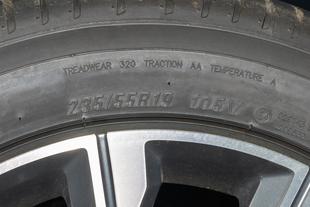 TREADWEAR 320 TRACTION AA TEMPERATURE A
235/55R19 105V